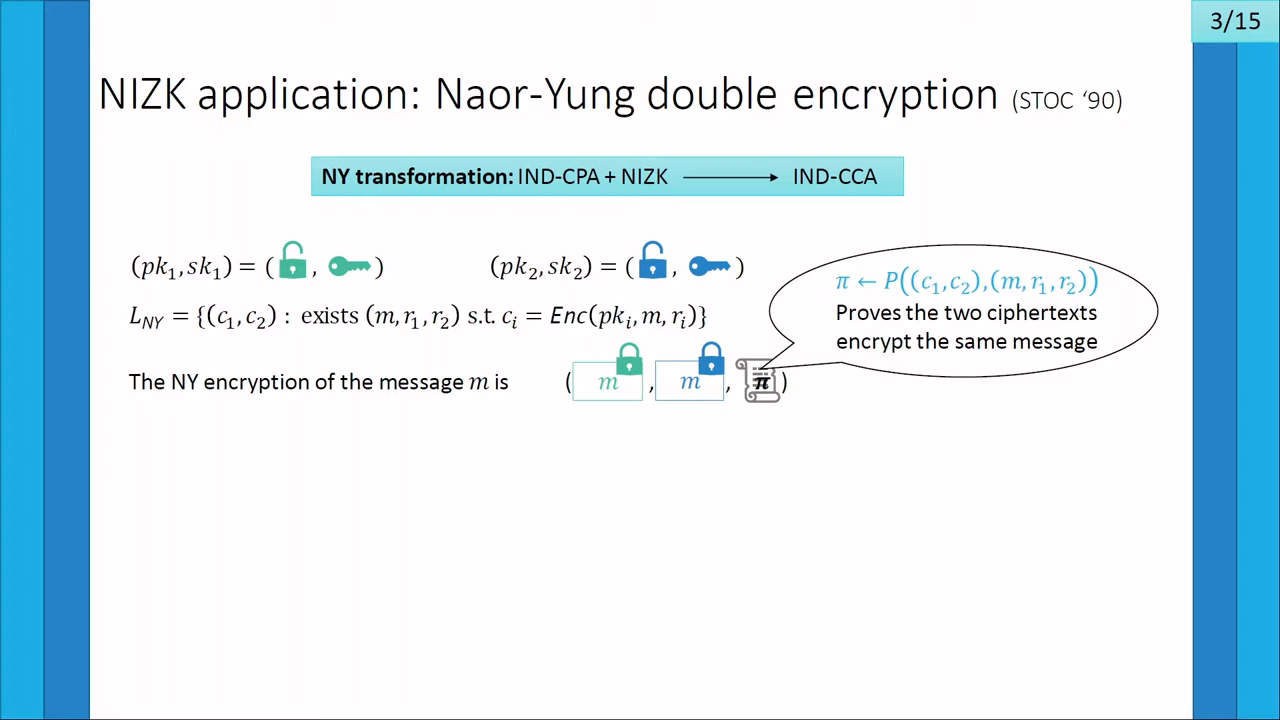 3/15
NIZK application: Naor-Yung double encryption (STOC ‘90)
NY transformation: IND-CPA + NIZK ⟶ IND-CCA
(pk₁, sk₁) = ( , ) (pk₂, sk₂) = ( , )
π ← P((c₁, c₂), (m, r₁, r₂))
Proves the two ciphertexts
encrypt the same message
L_NY = {(c₁, c₂) : exists (m, r₁, r₂) s.t. cᵢ = Enc(pkᵢ, m, rᵢ)}
The NY encryption of the message m is ( m , m , π )